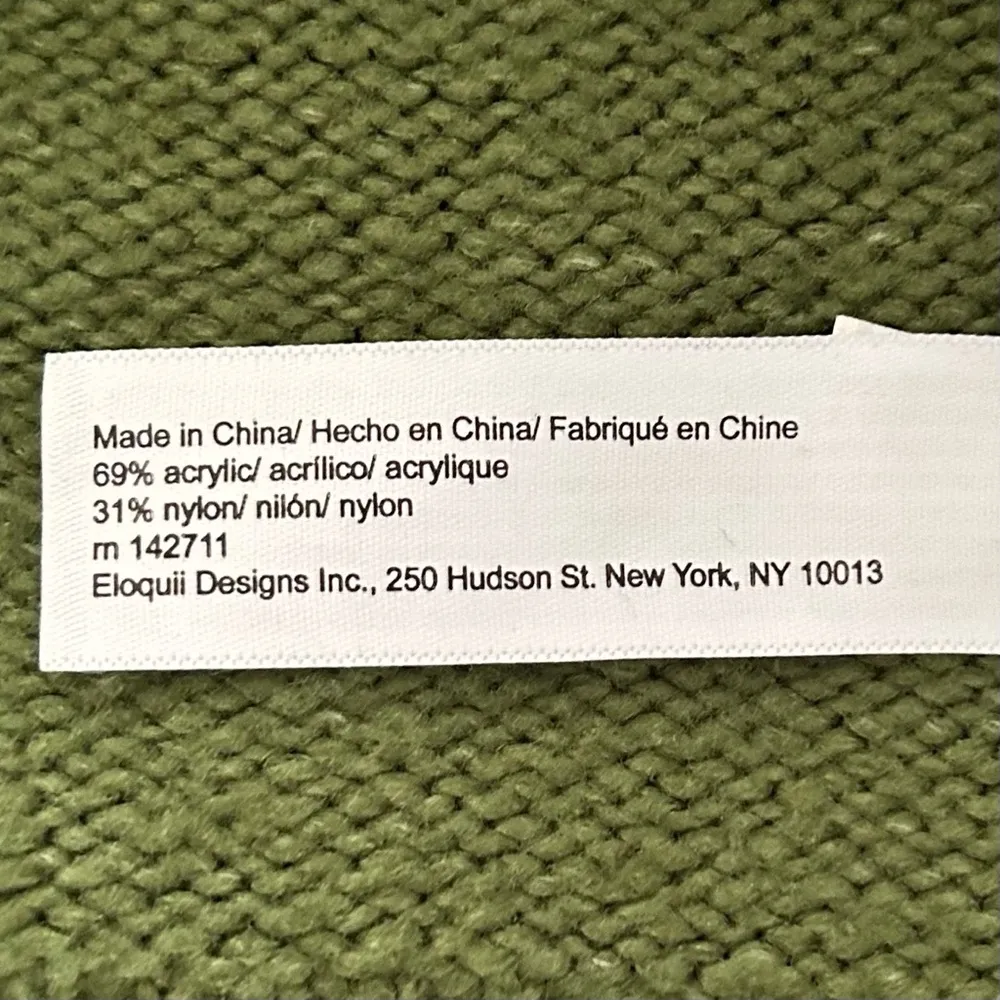 Made in China/ Hecho en China/ Fabriqué en Chine
69% acrylic/ acrílico/ acrylique
31% nylon/ nilón/ nylon
rn 142711
Eloquii Designs Inc., 250 Hudson St. New York, NY 10013